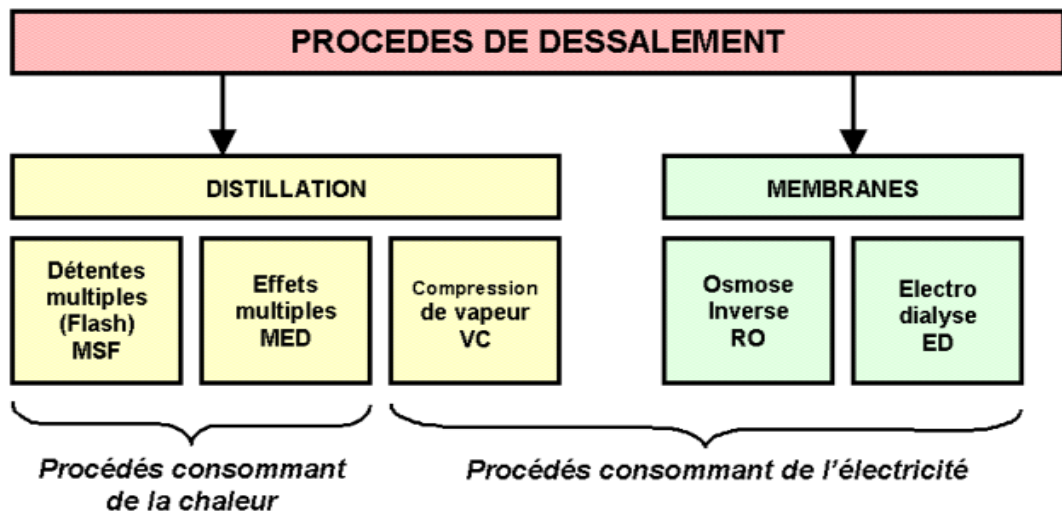 PROCEDES DE DESSALEMENT
DISTILLATION
MEMBRANES
Détentes
multiples
(Flash)
MSF
Effets
multiples
MED
Compression
de vapeur
VC
Osmose
Inverse
RO
Electro
dialyse
ED
Procédés consommant
de la chaleur
Procédés consommant de l'électricité